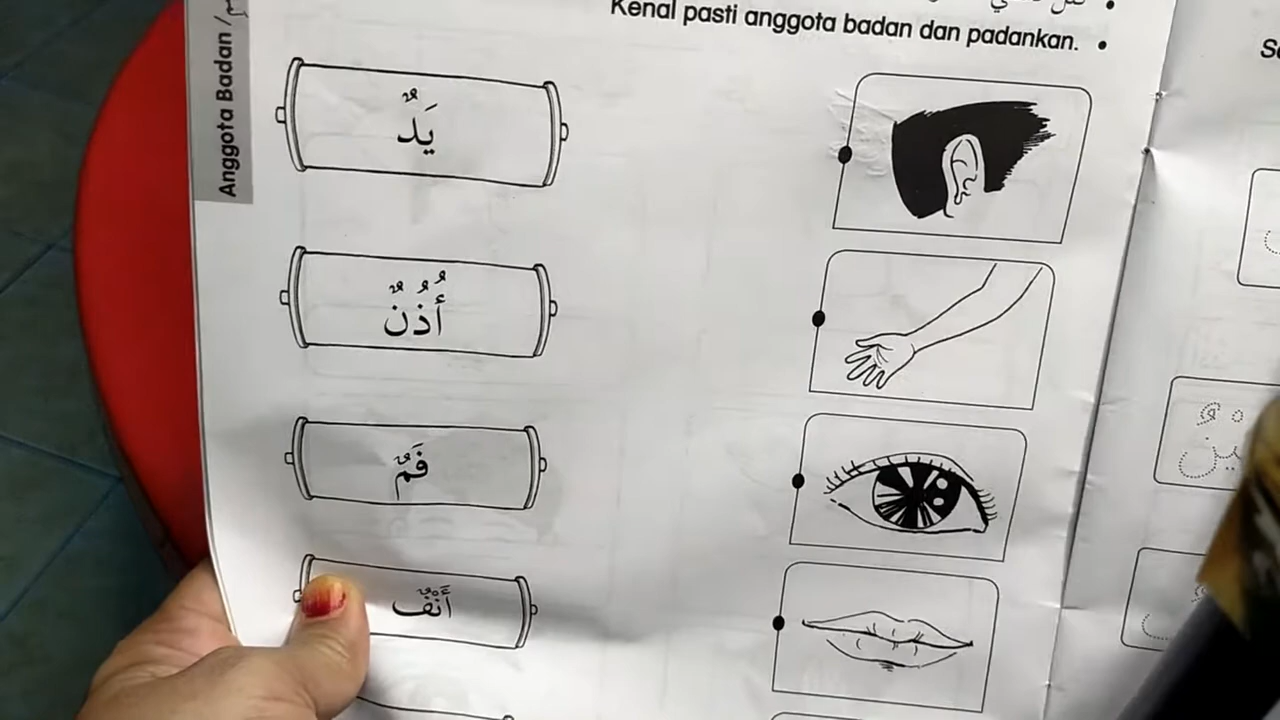 Anggota Badan /
Kenal pasti anggota badan dan padankan. •
يَدٌ
أُذُنٌ
فَمٌ
أَنْفٌ